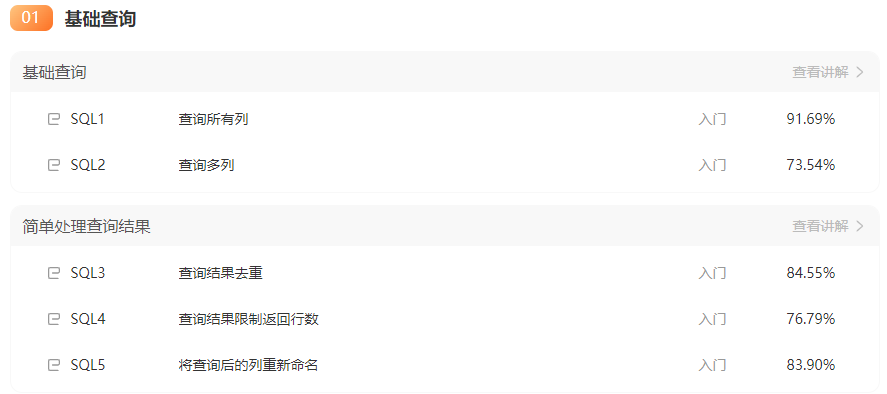 01 基础查询
基础查询 查看讲解
SQL1 查询所有列 入门 91.69%
SQL2 查询多列 入门 73.54%
简单处理查询结果 查看讲解
SQL3 查询结果去重 入门 84.55%
SQL4 查询结果限制返回行数 入门 76.79%
SQL5 将查询后的列重新命名 入门 83.90%